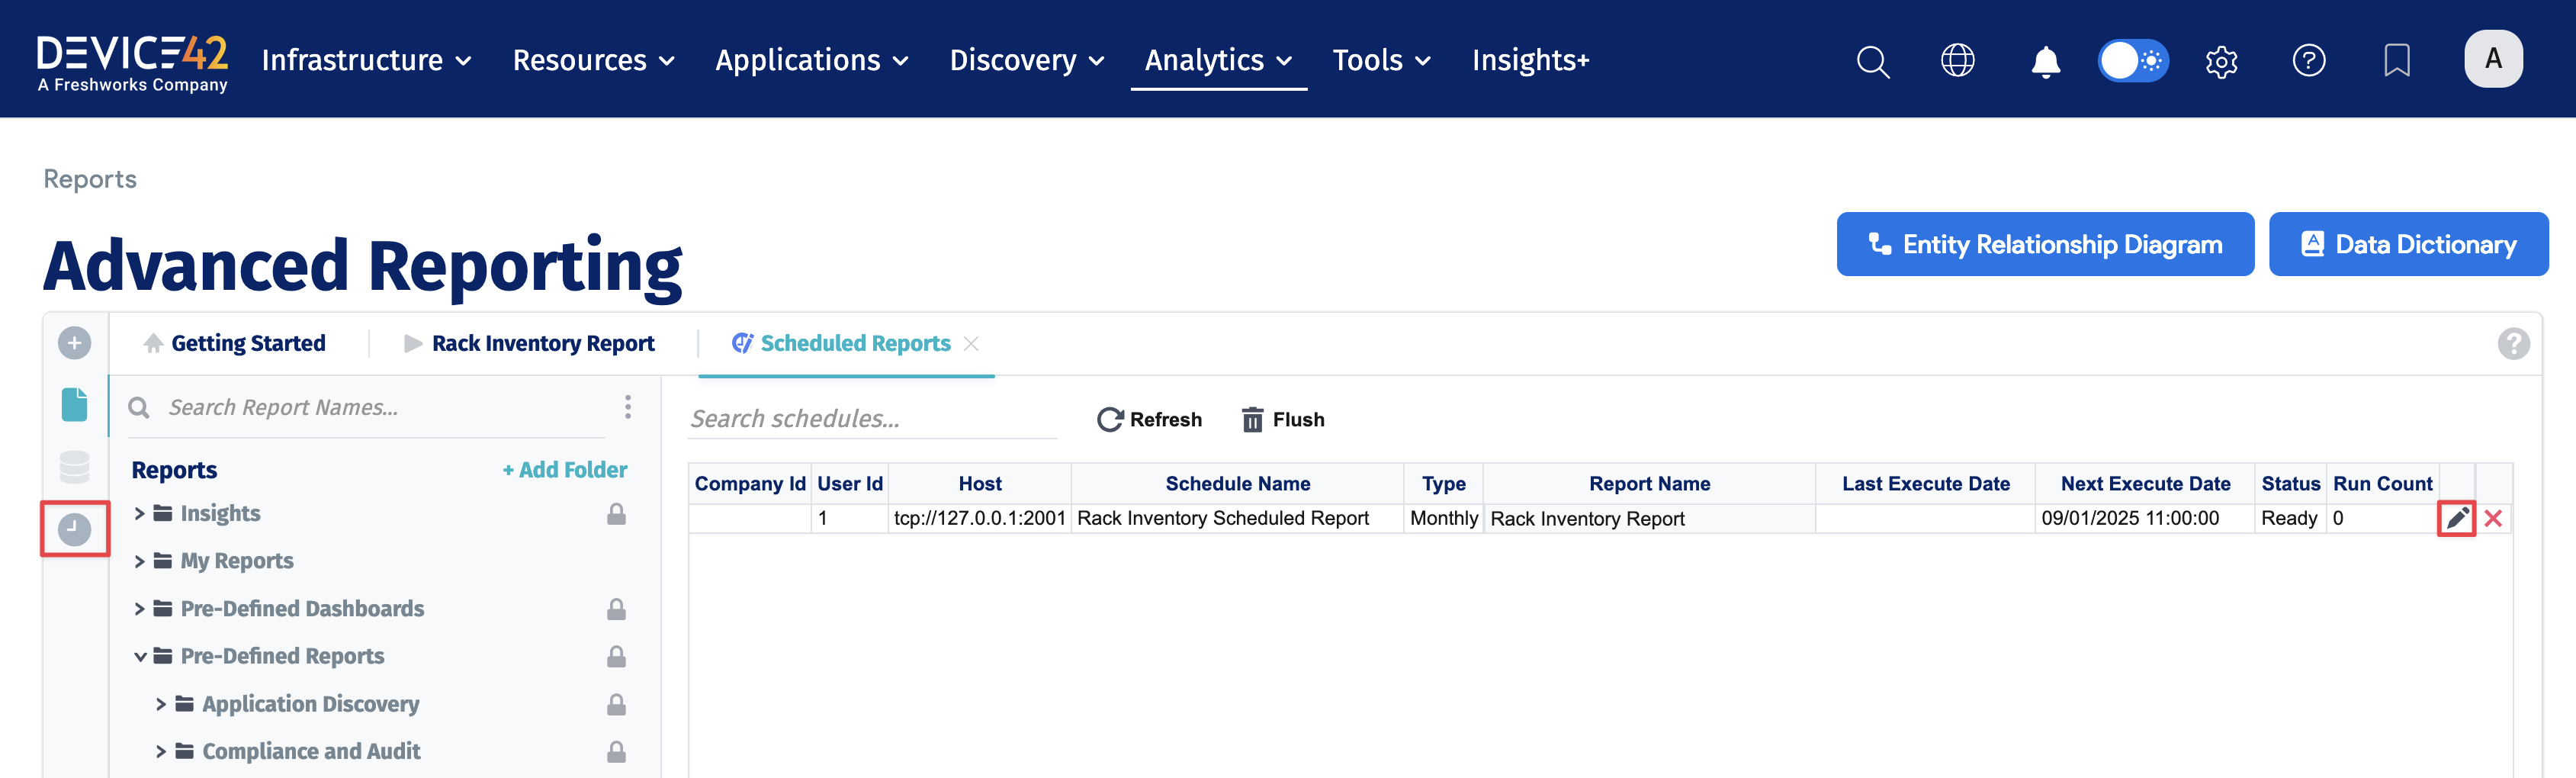 DEVICE42
A Freshworks Company
Infrastructure Resources Applications Discovery Analytics Tools Insights+
A
Reports
Advanced Reporting
Entity Relationship Diagram Data Dictionary
Getting Started Rack Inventory Report Scheduled Reports
Search Report Names...
Search schedules... Refresh Flush
Reports + Add Folder
Insights
My Reports
Pre-Defined Dashboards
Pre-Defined Reports
Application Discovery
Compliance and Audit
Company Id User Id Host Schedule Name Type Report Name Last Execute Date Next Execute Date Status Run Count
1 tcp://127.0.0.1:2001 Rack Inventory Scheduled Report Monthly Rack Inventory Report 09/01/2025 11:00:00 Ready 0